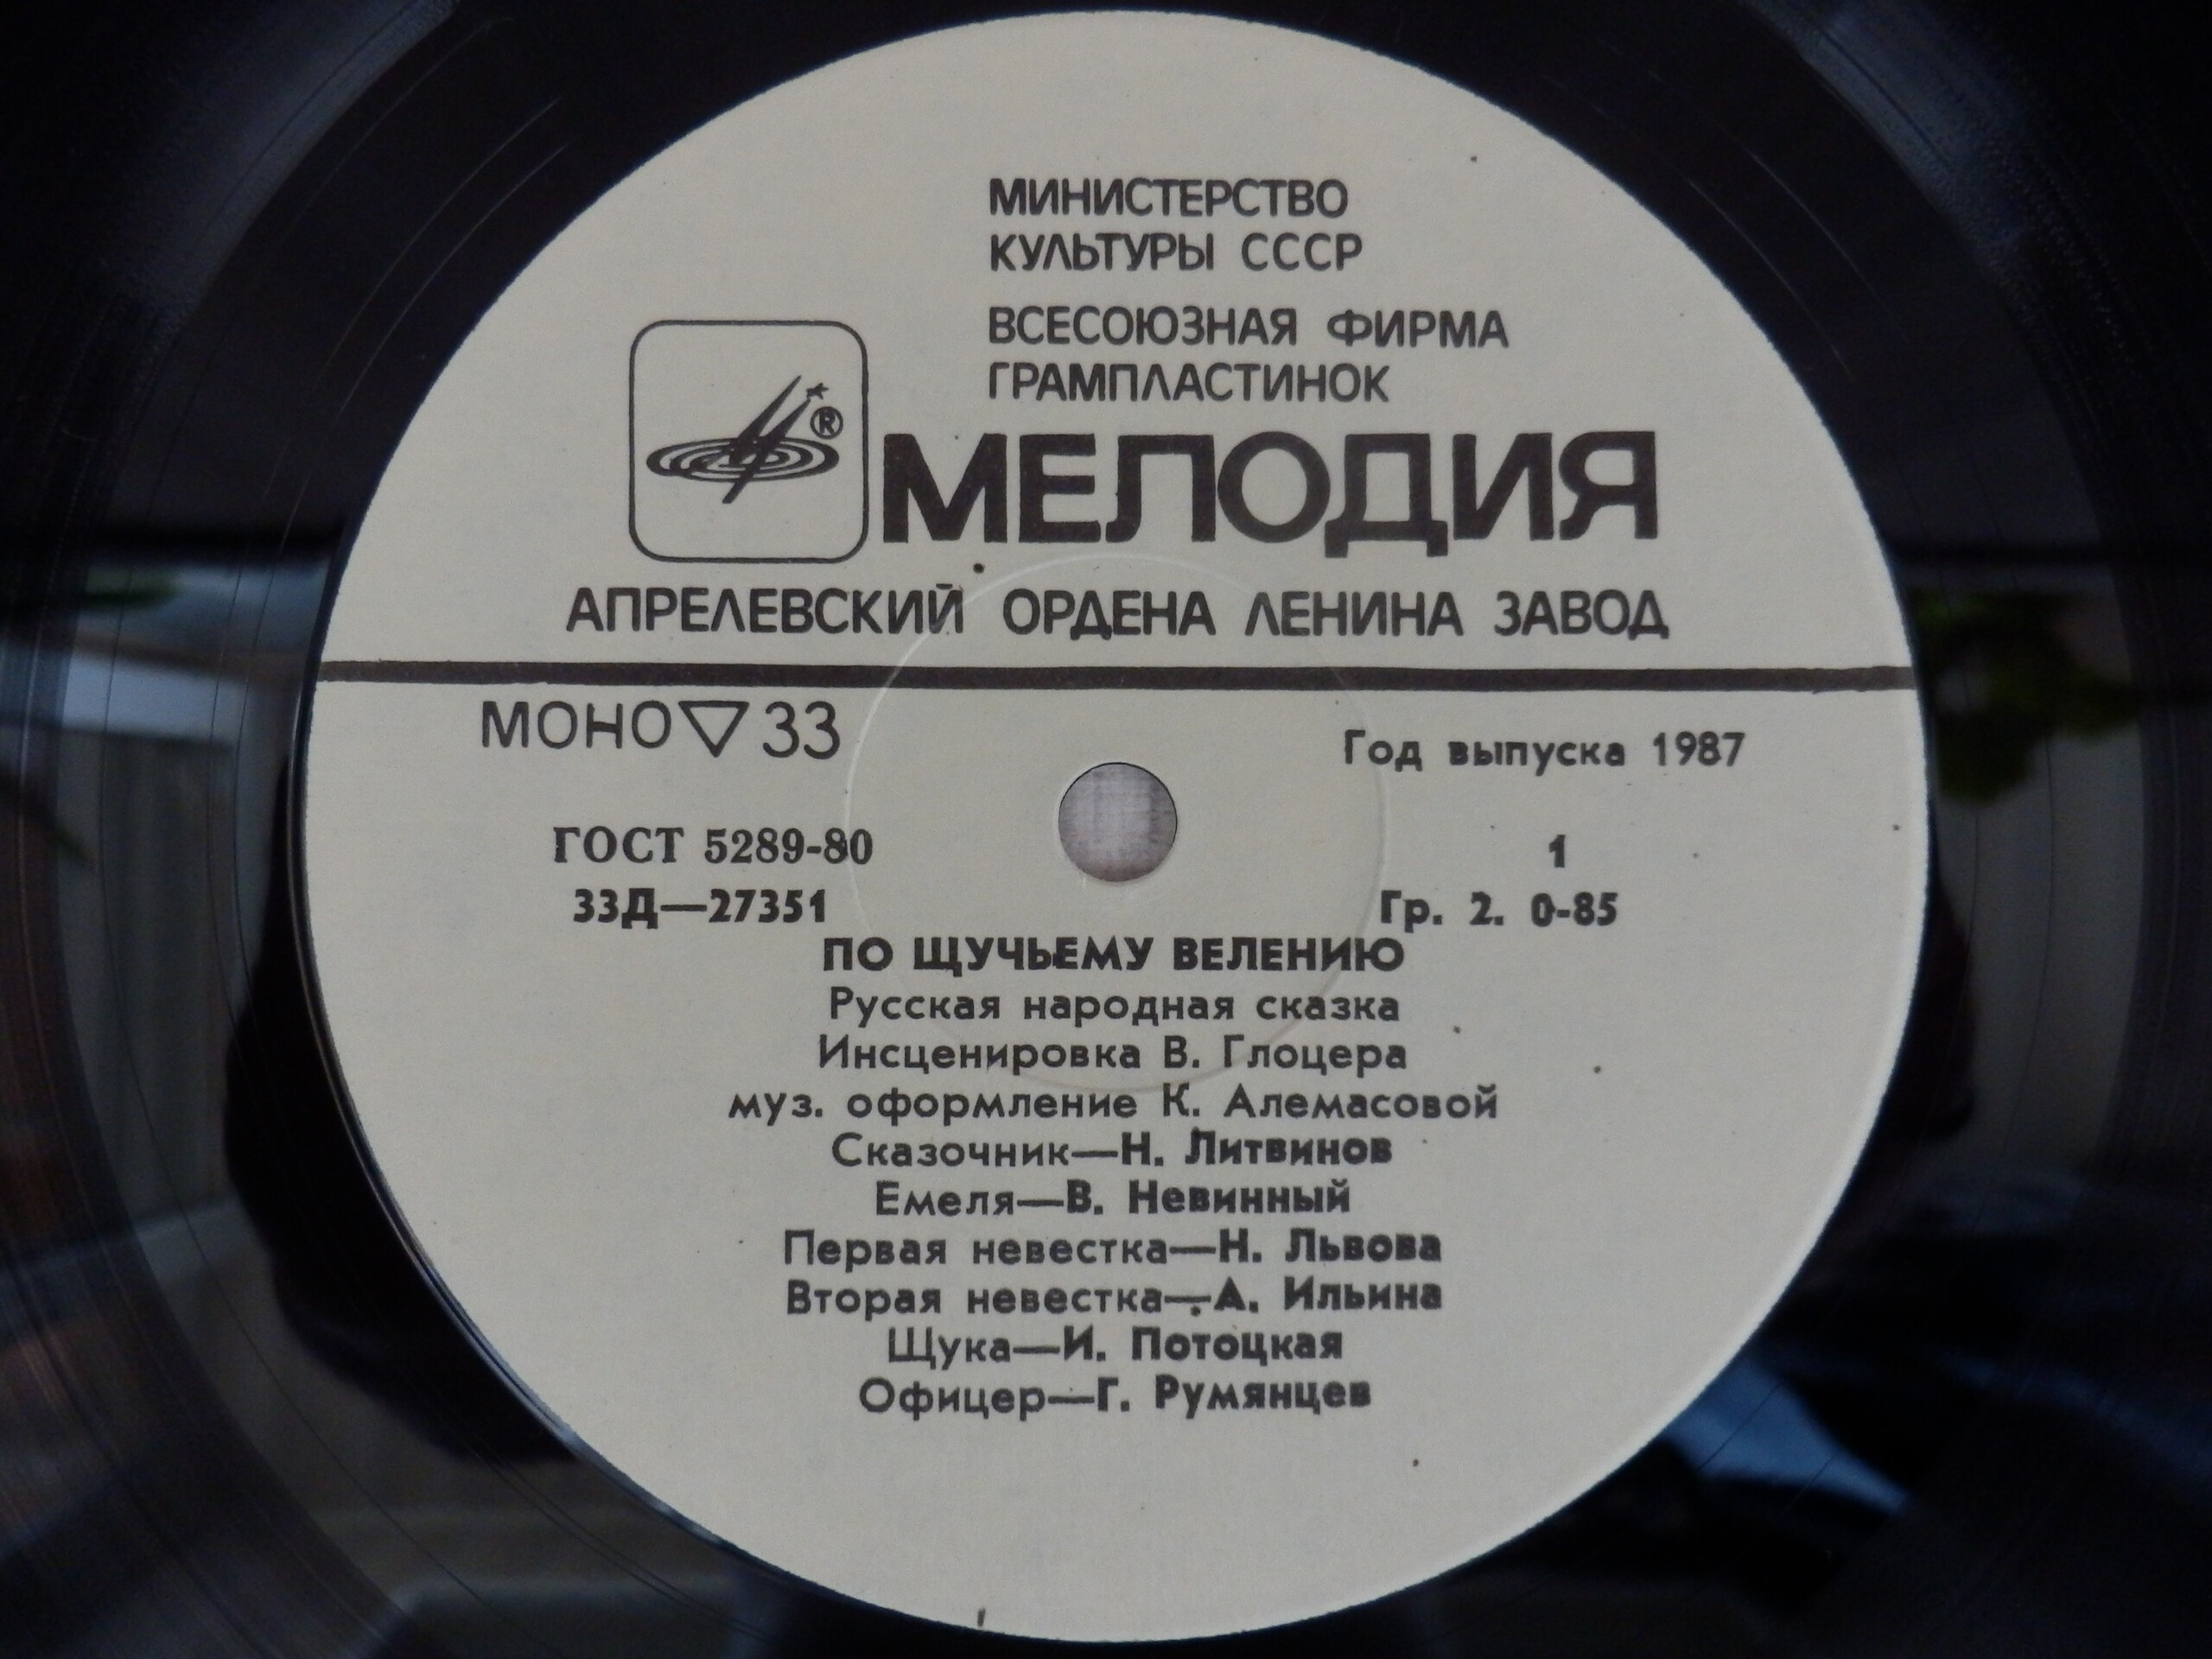 МИНИСТЕРСТВО
КУЛЬТУРЫ СССР
ВСЕСОЮЗНАЯ ФИРМА
ГРАМПЛАСТИНОК
®
МЕЛОДИЯ
АПРЕЛЕВСКИЙ ОРДЕНА ЛЕНИНА ЗАВОД
МОНО ▽ 33
Год выпуска 1987
ГОСТ 5289-80
1
33Д—27351
Гр. 2. 0-85
ПО ЩУЧЬЕМУ ВЕЛЕНИЮ
Русская народная сказка
Инсценировка В. Глоцера
муз. оформление К. Алемасовой
Сказочник—Н. Литвинов
Емеля—В. Невинный
Первая невестка—Н. Львова
Вторая невестка—А. Ильина
Щука—И. Потоцкая
Офицер—Г. Румянцев